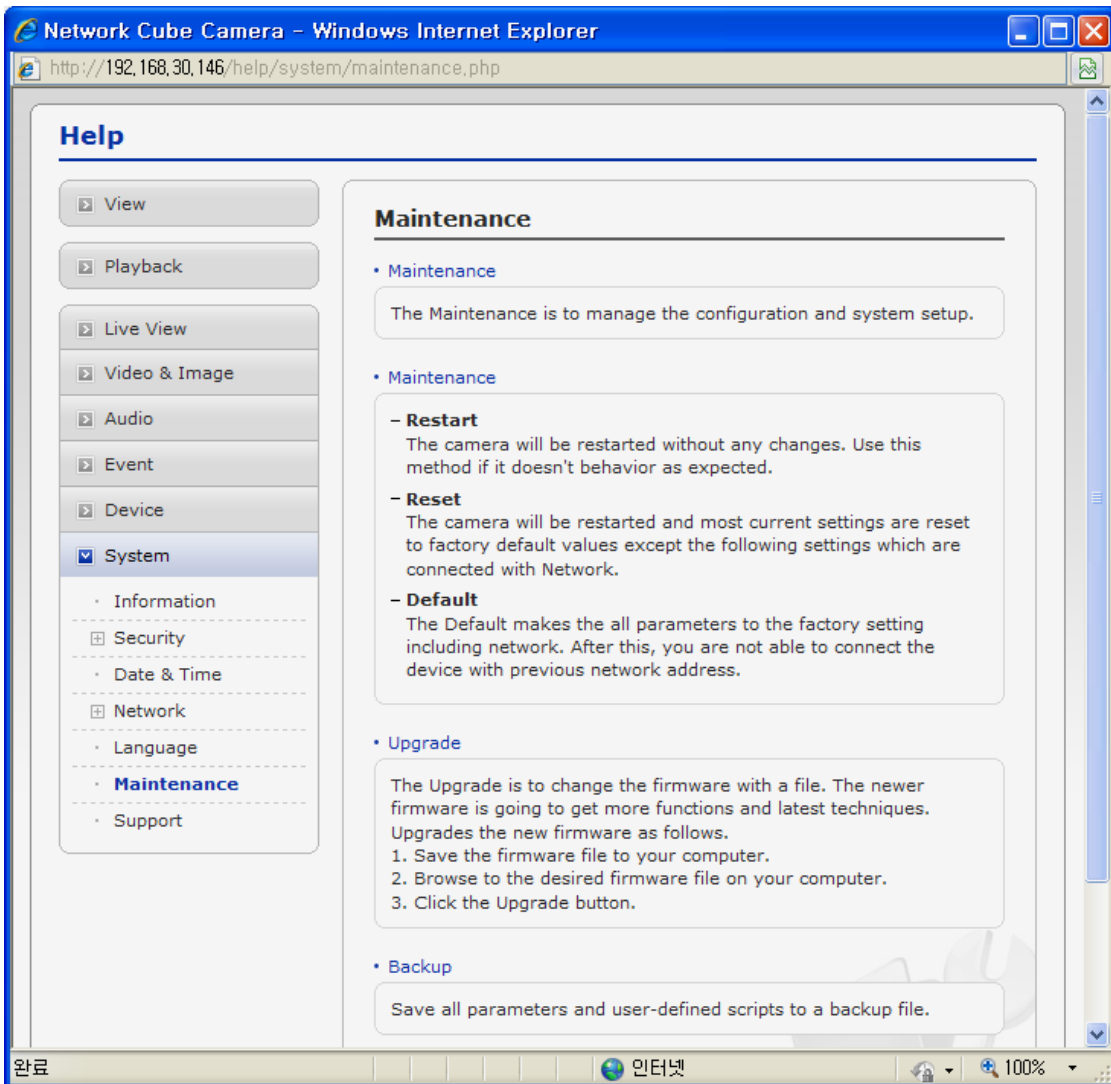 Network Cube Camera - Windows Internet Explorer
http://192,168,30,146/help/system/maintenance,php
Help
View
Playback
Live View
Video & Image
Audio
Event
Device
System
Information
Security
Date & Time
Network
Language
Maintenance
Support
Maintenance
• Maintenance
The Maintenance is to manage the configuration and system setup.
• Maintenance
– Restart
The camera will be restarted without any changes. Use this
method if it doesn't behavior as expected.
– Reset
The camera will be restarted and most current settings are reset
to factory default values except the following settings which are
connected with Network.
– Default
The Default makes the all parameters to the factory setting
including network. After this, you are not able to connect the
device with previous network address.
• Upgrade
The Upgrade is to change the firmware with a file. The newer
firmware is going to get more functions and latest techniques.
Upgrades the new firmware as follows.
1. Save the firmware file to your computer.
2. Browse to the desired firmware file on your computer.
3. Click the Upgrade button.
• Backup
Save all parameters and user-defined scripts to a backup file.
완료
인터넷
100%